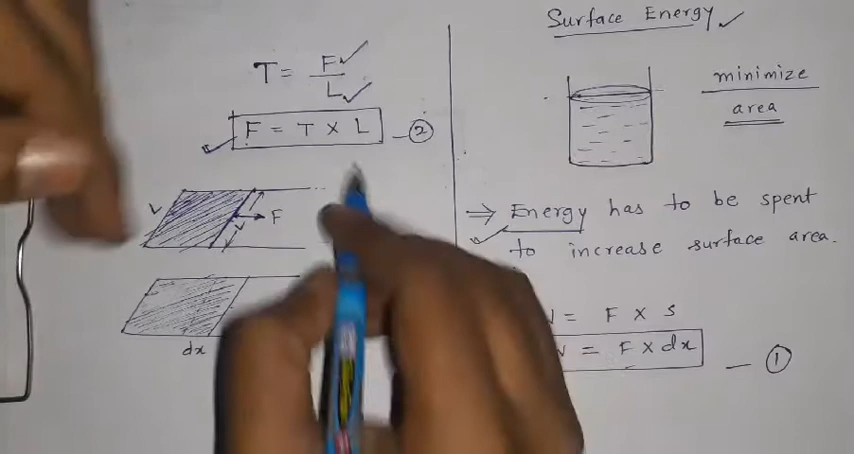 T = F / L
F = T X L — ②
F
dx
Surface Energy
minimize
area
⇒ Energy has to be spent
to increase surface area.
= F X s
= F X dx — ①